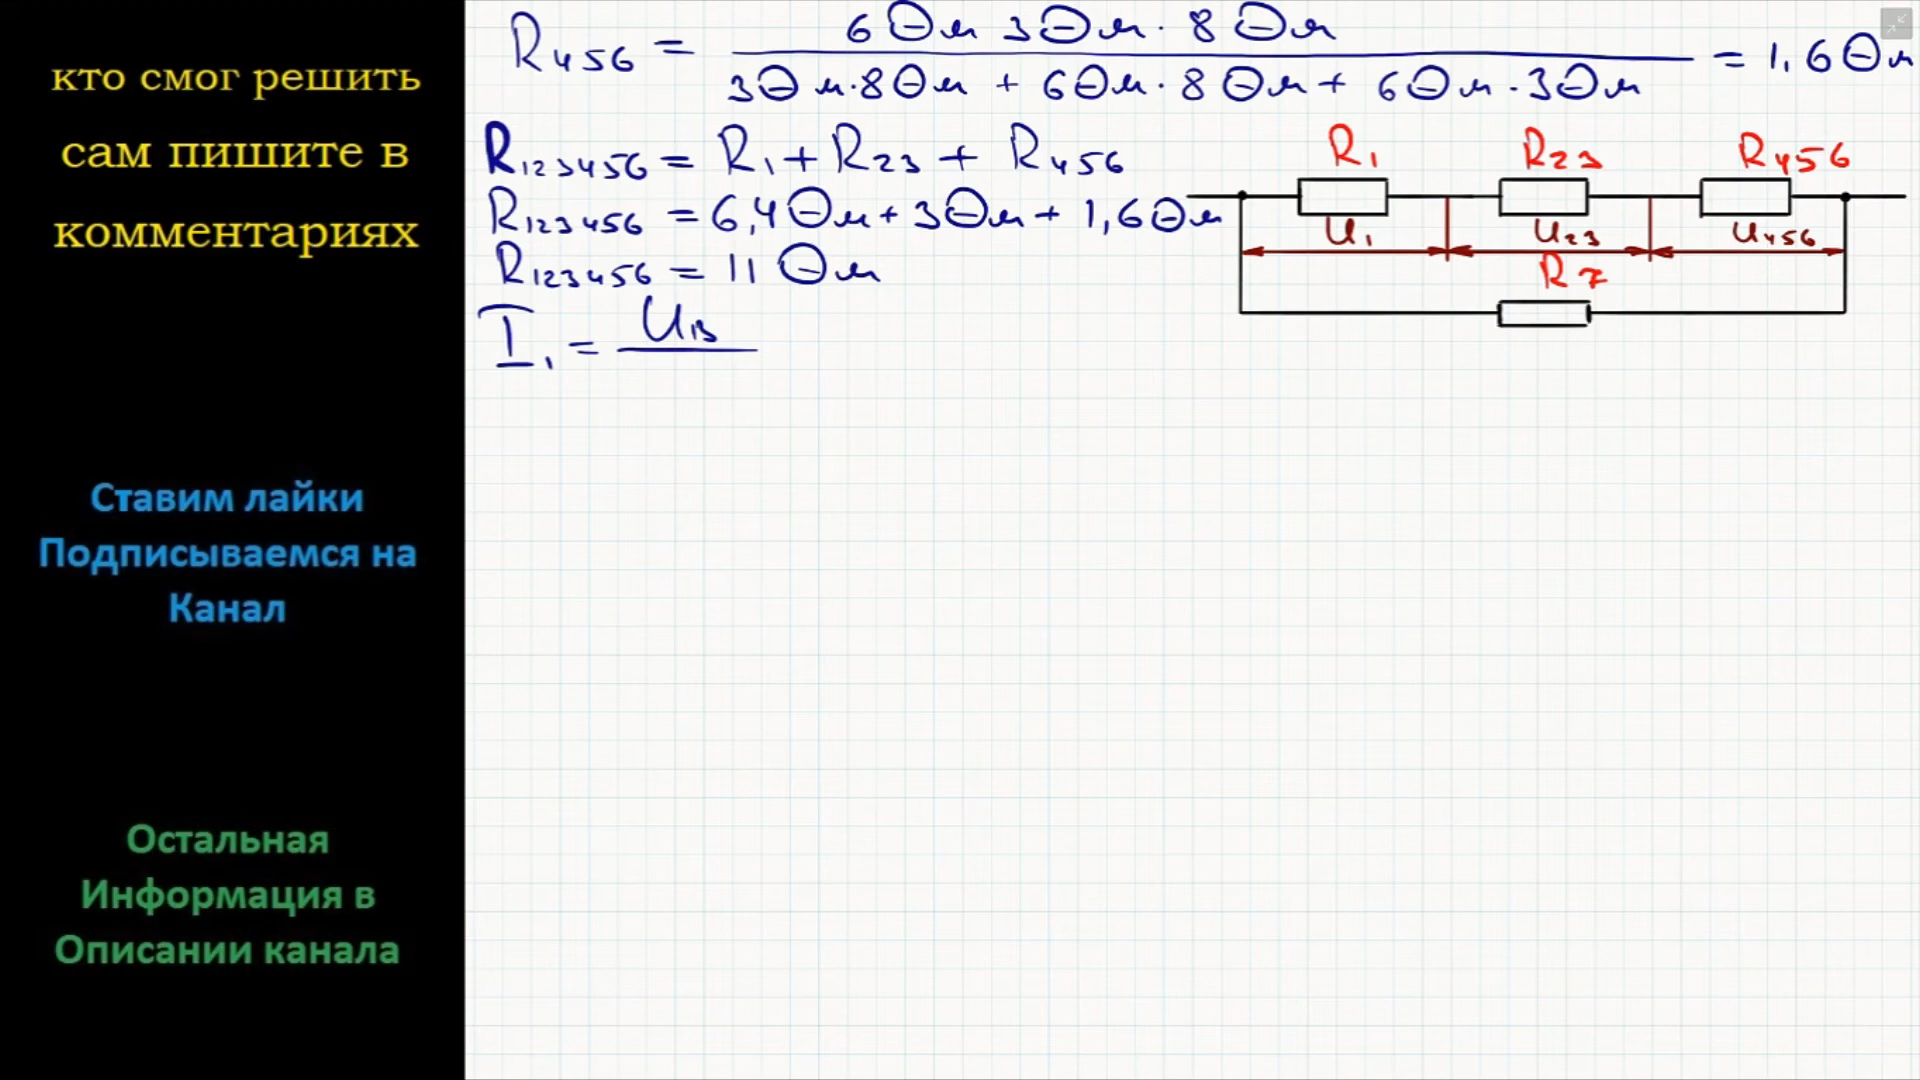 кто смог решить
сам пишите в
комментариях
Ставим лайки
Подписываемся на
Канал
Остальная
Информация в
Описании канала
R456 = 6 Ом 3 Ом · 8 Ом / 3 Ом · 8 Ом + 6 Ом · 8 Ом + 6 Ом · 3 Ом = 1,6 Ом
R123456 = R1 + R23 + R456
R123456 = 6,4 Ом + 3 Ом + 1,6 Ом
R123456 = 11 Ом
I1 =
R1 R23 R456
U1 U23 U456
R7